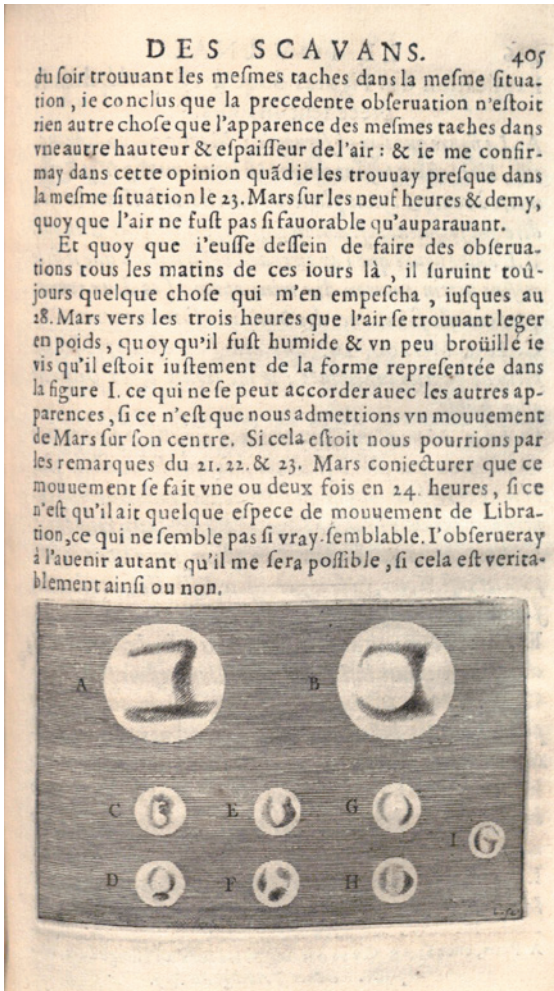 DES SCAVANS. 405
du ſoir trouuant les meſmes taches dans la meſme ſitua-
tion, ie conclus que la precedente obſeruation n'eſtoit
rien autre choſe que l'apparence des meſmes taches dans
vne autre hauteur & eſpaiſſeur de l'air : & ie me confir-
may dans cette opinion quãd ie les trouuay preſque dans
la meſme ſituation le 23. Mars ſur les neuf heures & demy,
quoy que l'air ne fuſt pas ſi fauorable qu'auparauant.
Et quoy que i'euſſe deſſein de faire des obſerua-
tions tous les matins de ces iours là, il ſuruint toû-
jours quelque choſe qui m'en empeſcha, iuſques au
28. Mars vers les trois heures que l'air ſe trouuant leger
en poids, quoy qu'il fuſt humide & vn peu broüillé ie
vis qu'il eſtoit iuſtement de la forme repreſentée dans
la figure I. ce qui ne ſe peut accorder auec les autres ap-
parences, ſi ce n'eſt que nous admettions vn mouuement
de Mars ſur ſon centre. Si cela eſtoit nous pourrions par
les remarques du 21. 22. & 23. Mars coniecturer que ce
mouuement ſe fait vne ou deux fois en 24. heures, ſi ce
n'eſt qu'il ait quelque eſpece de mouuement de Libra-
tion, ce qui ne ſemble pas ſi vray-ſemblable. I'obſerueray
à l'auenir autant qu'il me ſera poſſible, ſi cela eſt verita-
blement ainſi ou non.
A B
C E G
I
D F H